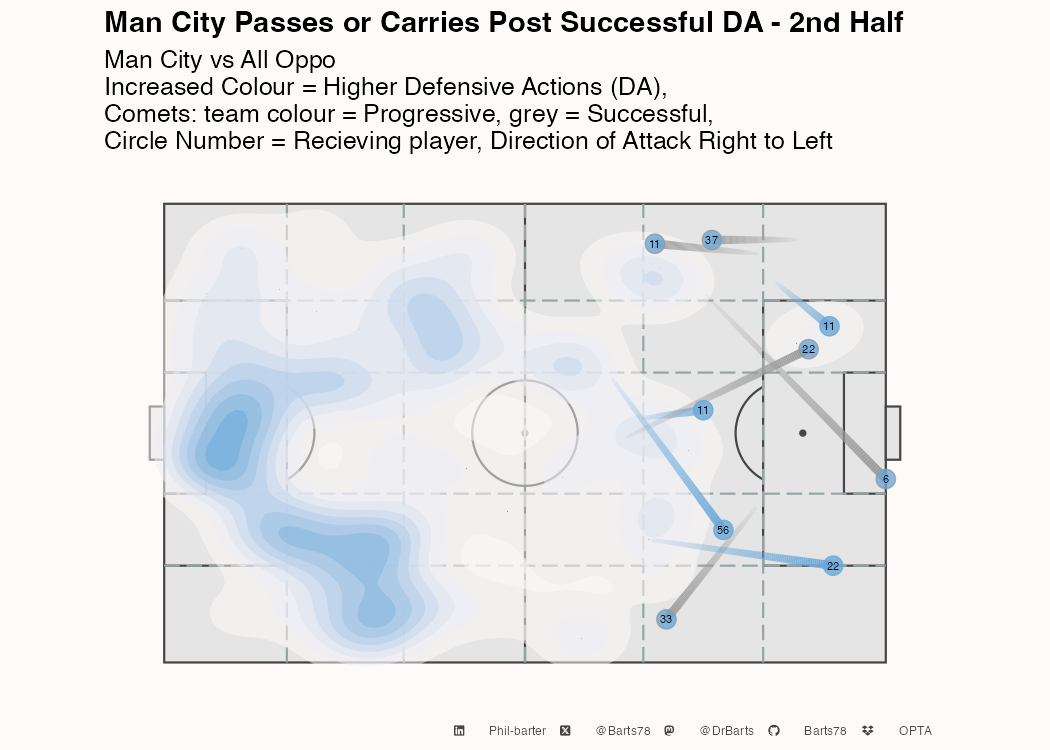 Man City Passes or Carries Post Successful DA - 2nd Half
Man City vs All Oppo
Increased Colour = Higher Defensive Actions (DA),
Comets: team colour = Progressive, grey = Successful,
Circle Number = Recieving player, Direction of Attack Right to Left
11
37
11
22
11
6
56
22
33
Phil-barter @Barts78 @DrBarts Barts78 OPTA